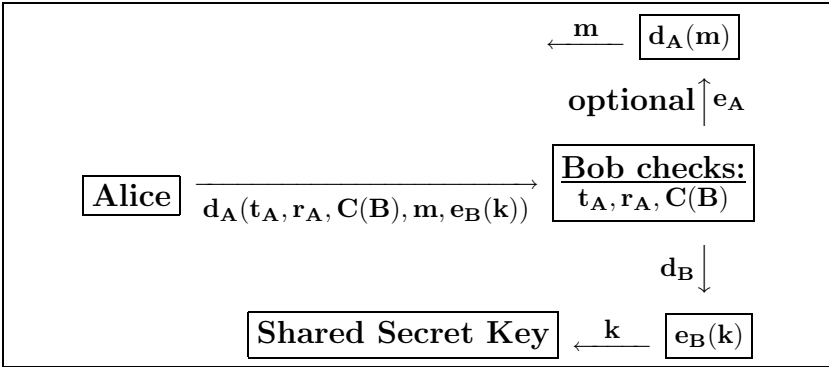 m
d_A(m)
optional
e_A
Alice
d_A(t_A, r_A, C(B), m, e_B(k))
Bob checks:
t_A, r_A, C(B)
d_B
Shared Secret Key
k
e_B(k)